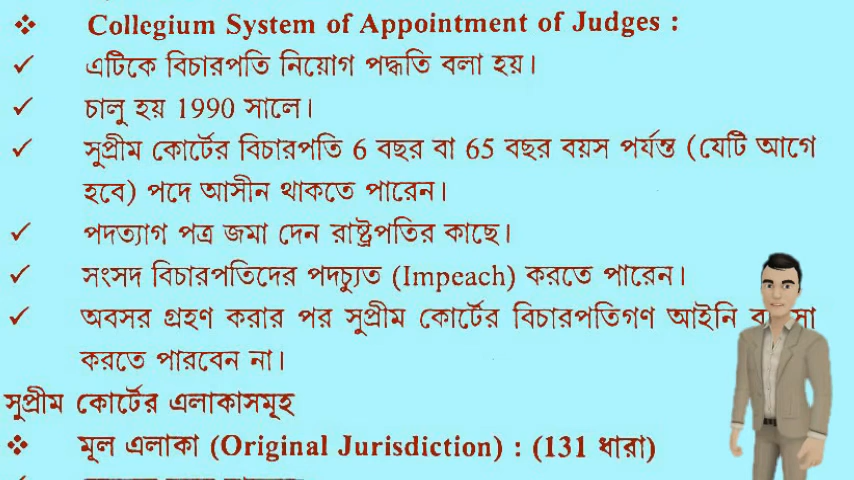 ❖ Collegium System of Appointment of Judges :
✓ এটিকে বিচারপতি নিয়োগ পদ্ধতি বলা হয়।
✓ চালু হয় 1990 সালে।
✓ সুপ্রীম কোর্টের বিচারপতি 6 বছর বা 65 বছর বয়স পর্যন্ত (যেটি আগে
হবে) পদে আসীন থাকতে পারেন।
✓ পদত্যাগ পত্র জমা দেন রাষ্ট্রপতির কাছে।
✓ সংসদ বিচারপতিদের পদচ্যুত (Impeach) করতে পারেন।
✓ অবসর গ্রহণ করার পর সুপ্রীম কোর্টের বিচারপতিগণ আইনি
করতে পারবেন না।
সুপ্রীম কোর্টের এলাকাসমূহ
❖ মূল এলাকা (Original Jurisdiction) : (131 ধারা)